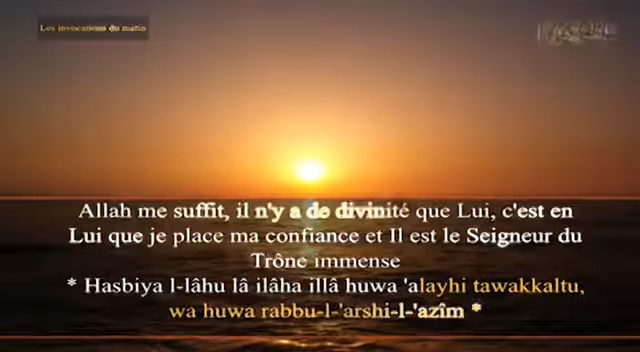 Les invocations du matin
Allah me suffit, il n'y a de divinité que Lui, c'est en
Lui que je place ma confiance et Il est le Seigneur du
Trône immense
* Hasbiya l-lâhu lâ ilâha illâ huwa 'alayhi tawakkaltu,
wa huwa rabbu-l-'arshi-l-'azîm *